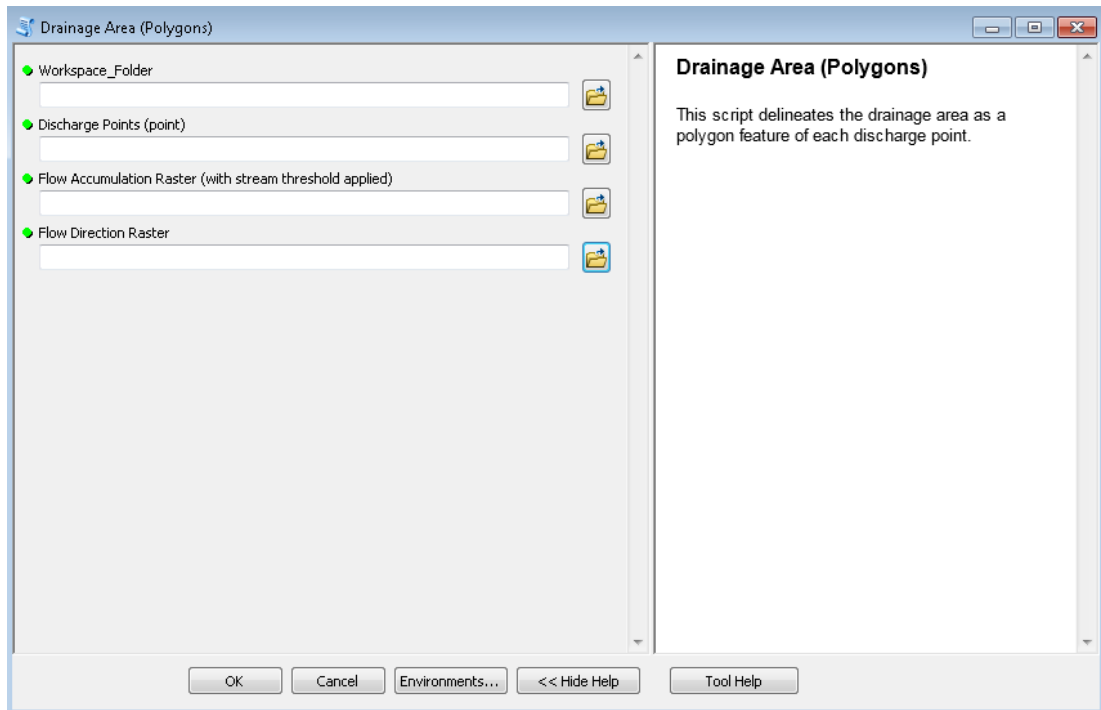 Drainage Area (Polygons)
Workspace_Folder
Discharge Points (point)
Flow Accumulation Raster (with stream threshold applied)
Flow Direction Raster
Drainage Area (Polygons)
This script delineates the drainage area as a
polygon feature of each discharge point.
OK
Cancel
Environments...
<< Hide Help
Tool Help